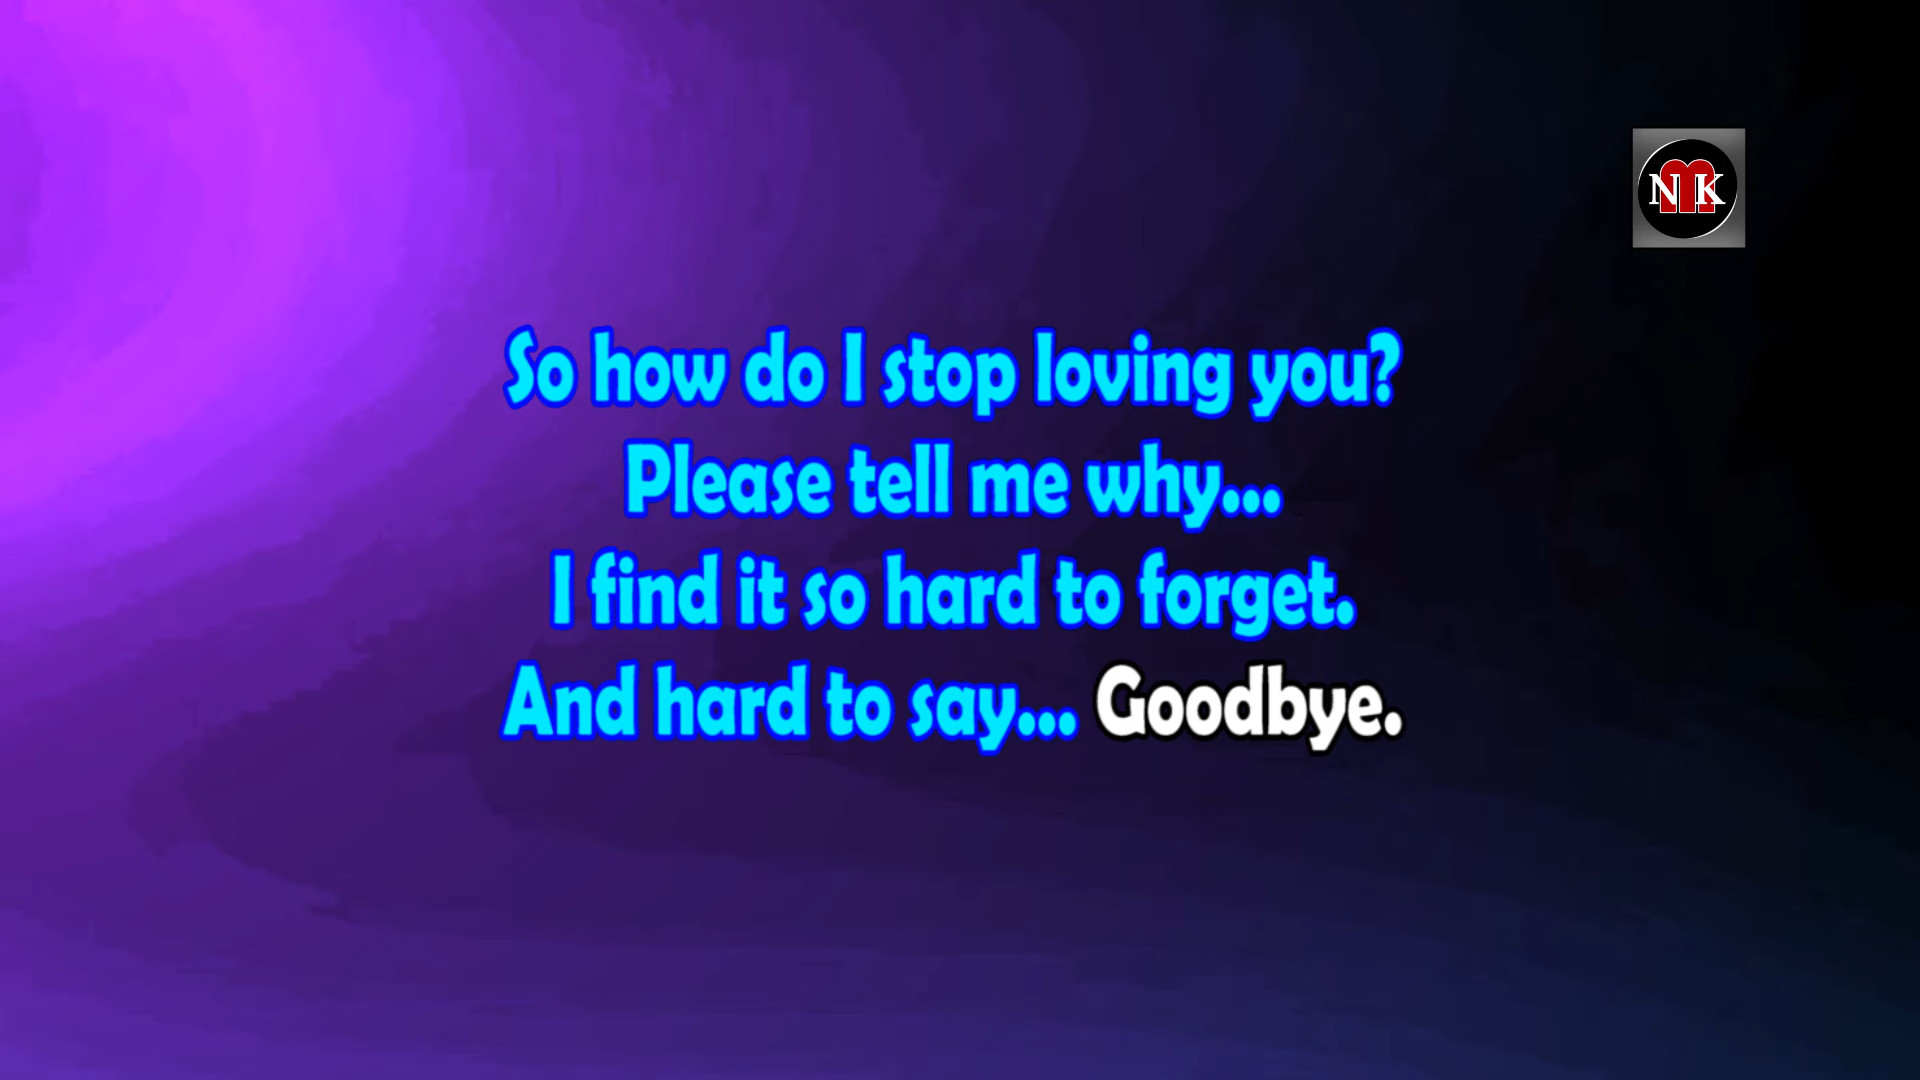 NMK
So how do I stop loving you?
Please tell me why...
I find it so hard to forget.
And hard to say... Goodbye.